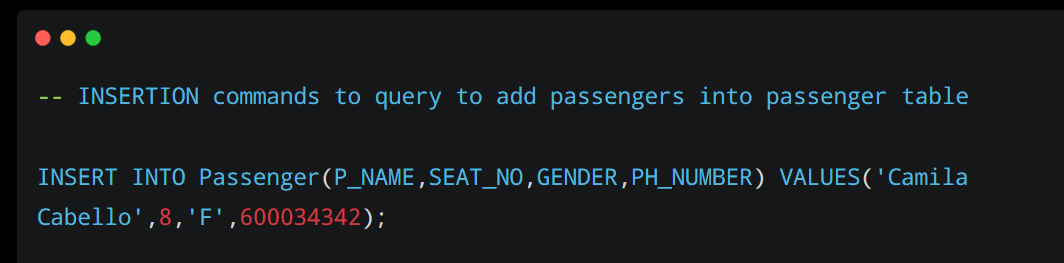 -- INSERTION commands to query to add passengers into passenger table
INSERT INTO Passenger(P_NAME,SEAT_NO,GENDER,PH_NUMBER) VALUES('Camila
Cabello',8,'F',600034342);